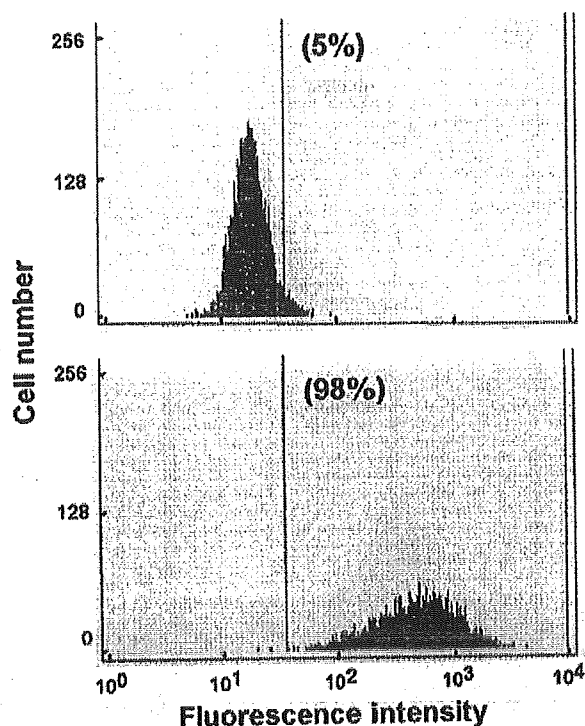 256
(5%)
128
0
Cell number
256
(98%)
128
0
10⁰ 10¹ 10² 10³ 10⁴
Fluorescence intensity